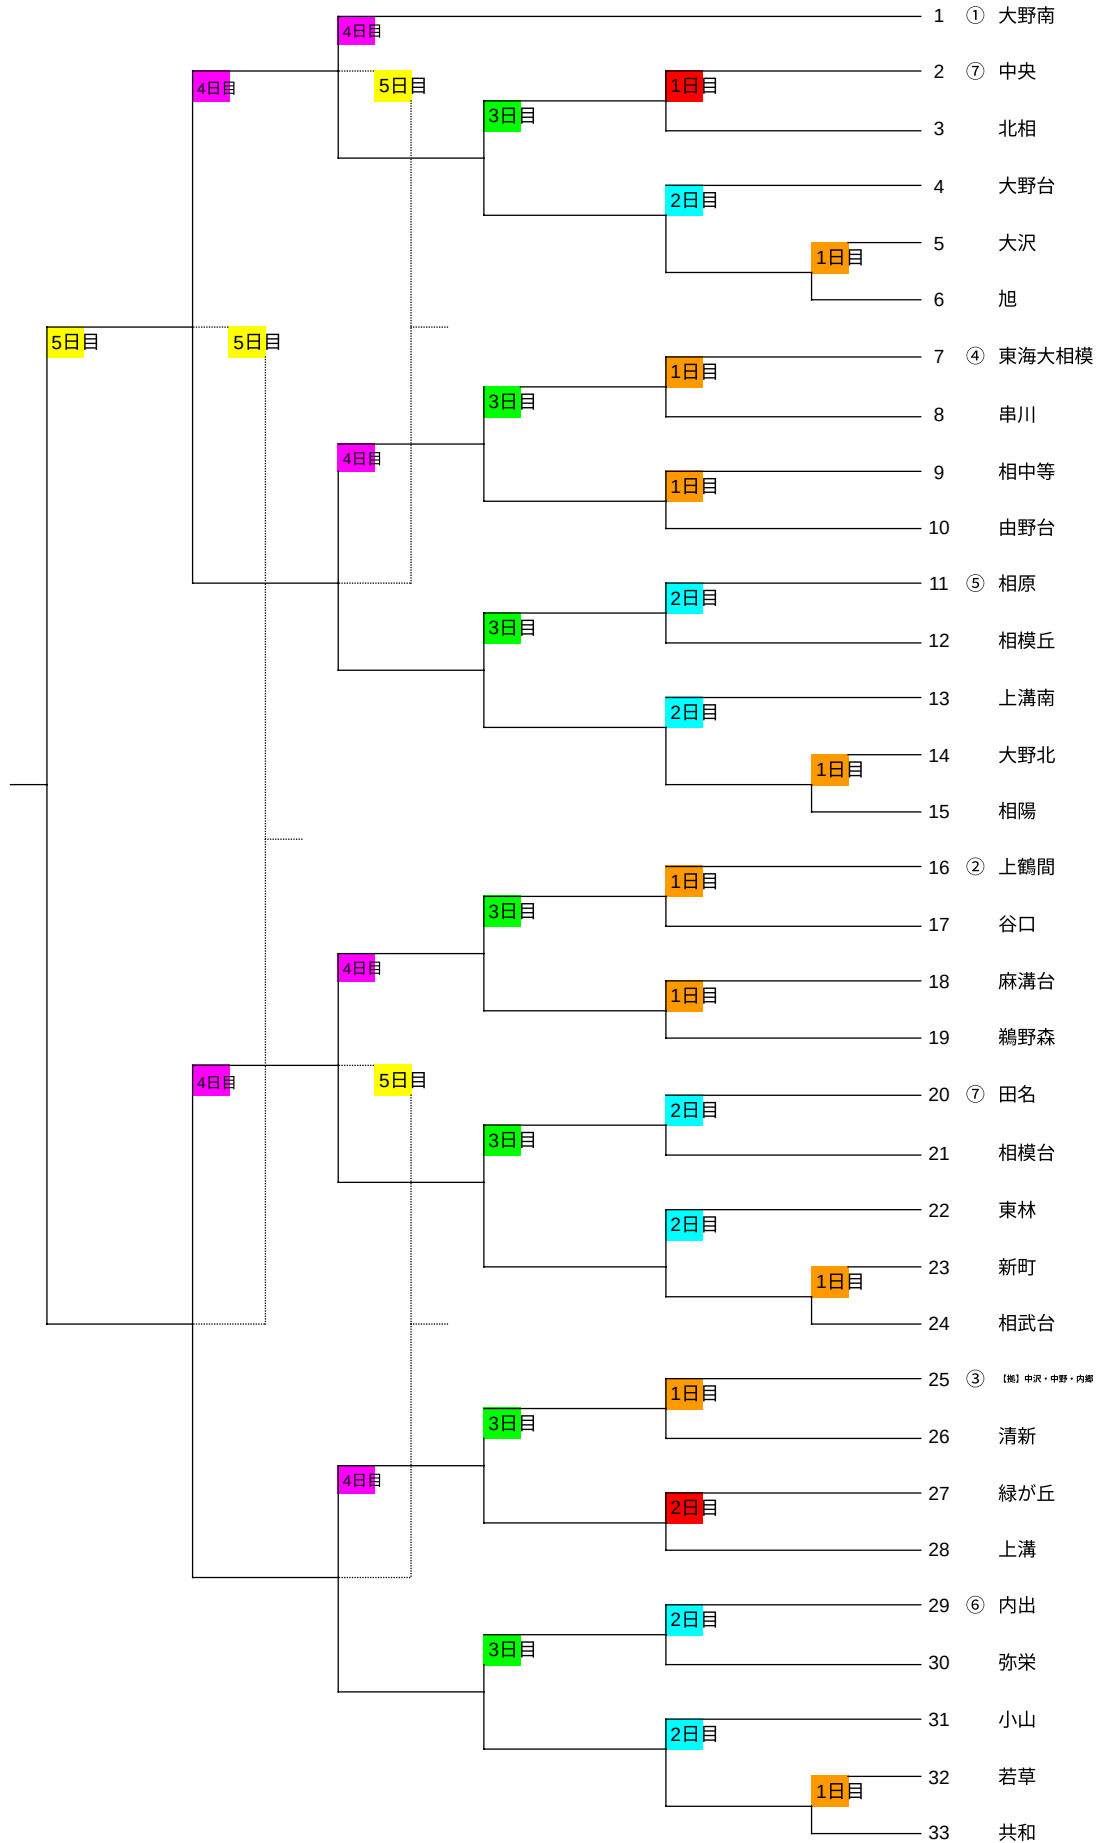 4日目
1 ① 大野南
4日目
5日目
1日目
2 ⑦ 中央
3日目
3 北相
2日目
4 大野台
1日目
5 大沢
6 旭
5日目
5日目
1日目
7 ④ 東海大相模
3日目
8 串川
4日目
1日目
9 相中等
10 由野台
2日目
11 ⑤ 相原
3日目
12 相模丘
2日目
13 上溝南
1日目
14 大野北
15 相陽
1日目
16 ② 上鶴間
3日目
17 谷口
4日目
1日目
18 麻溝台
19 鵜野森
4日目
5日目
2日目
20 ⑦ 田名
3日目
21 相模台
2日目
22 東林
1日目
23 新町
24 相武台
1日目
25 ③ 【拠】中沢・中野・内郷
3日目
26 清新
4日目
2日目
27 緑が丘
28 上溝
2日目
29 ⑥ 内出
3日目
30 弥栄
2日目
31 小山
1日目
32 若草
33 共和